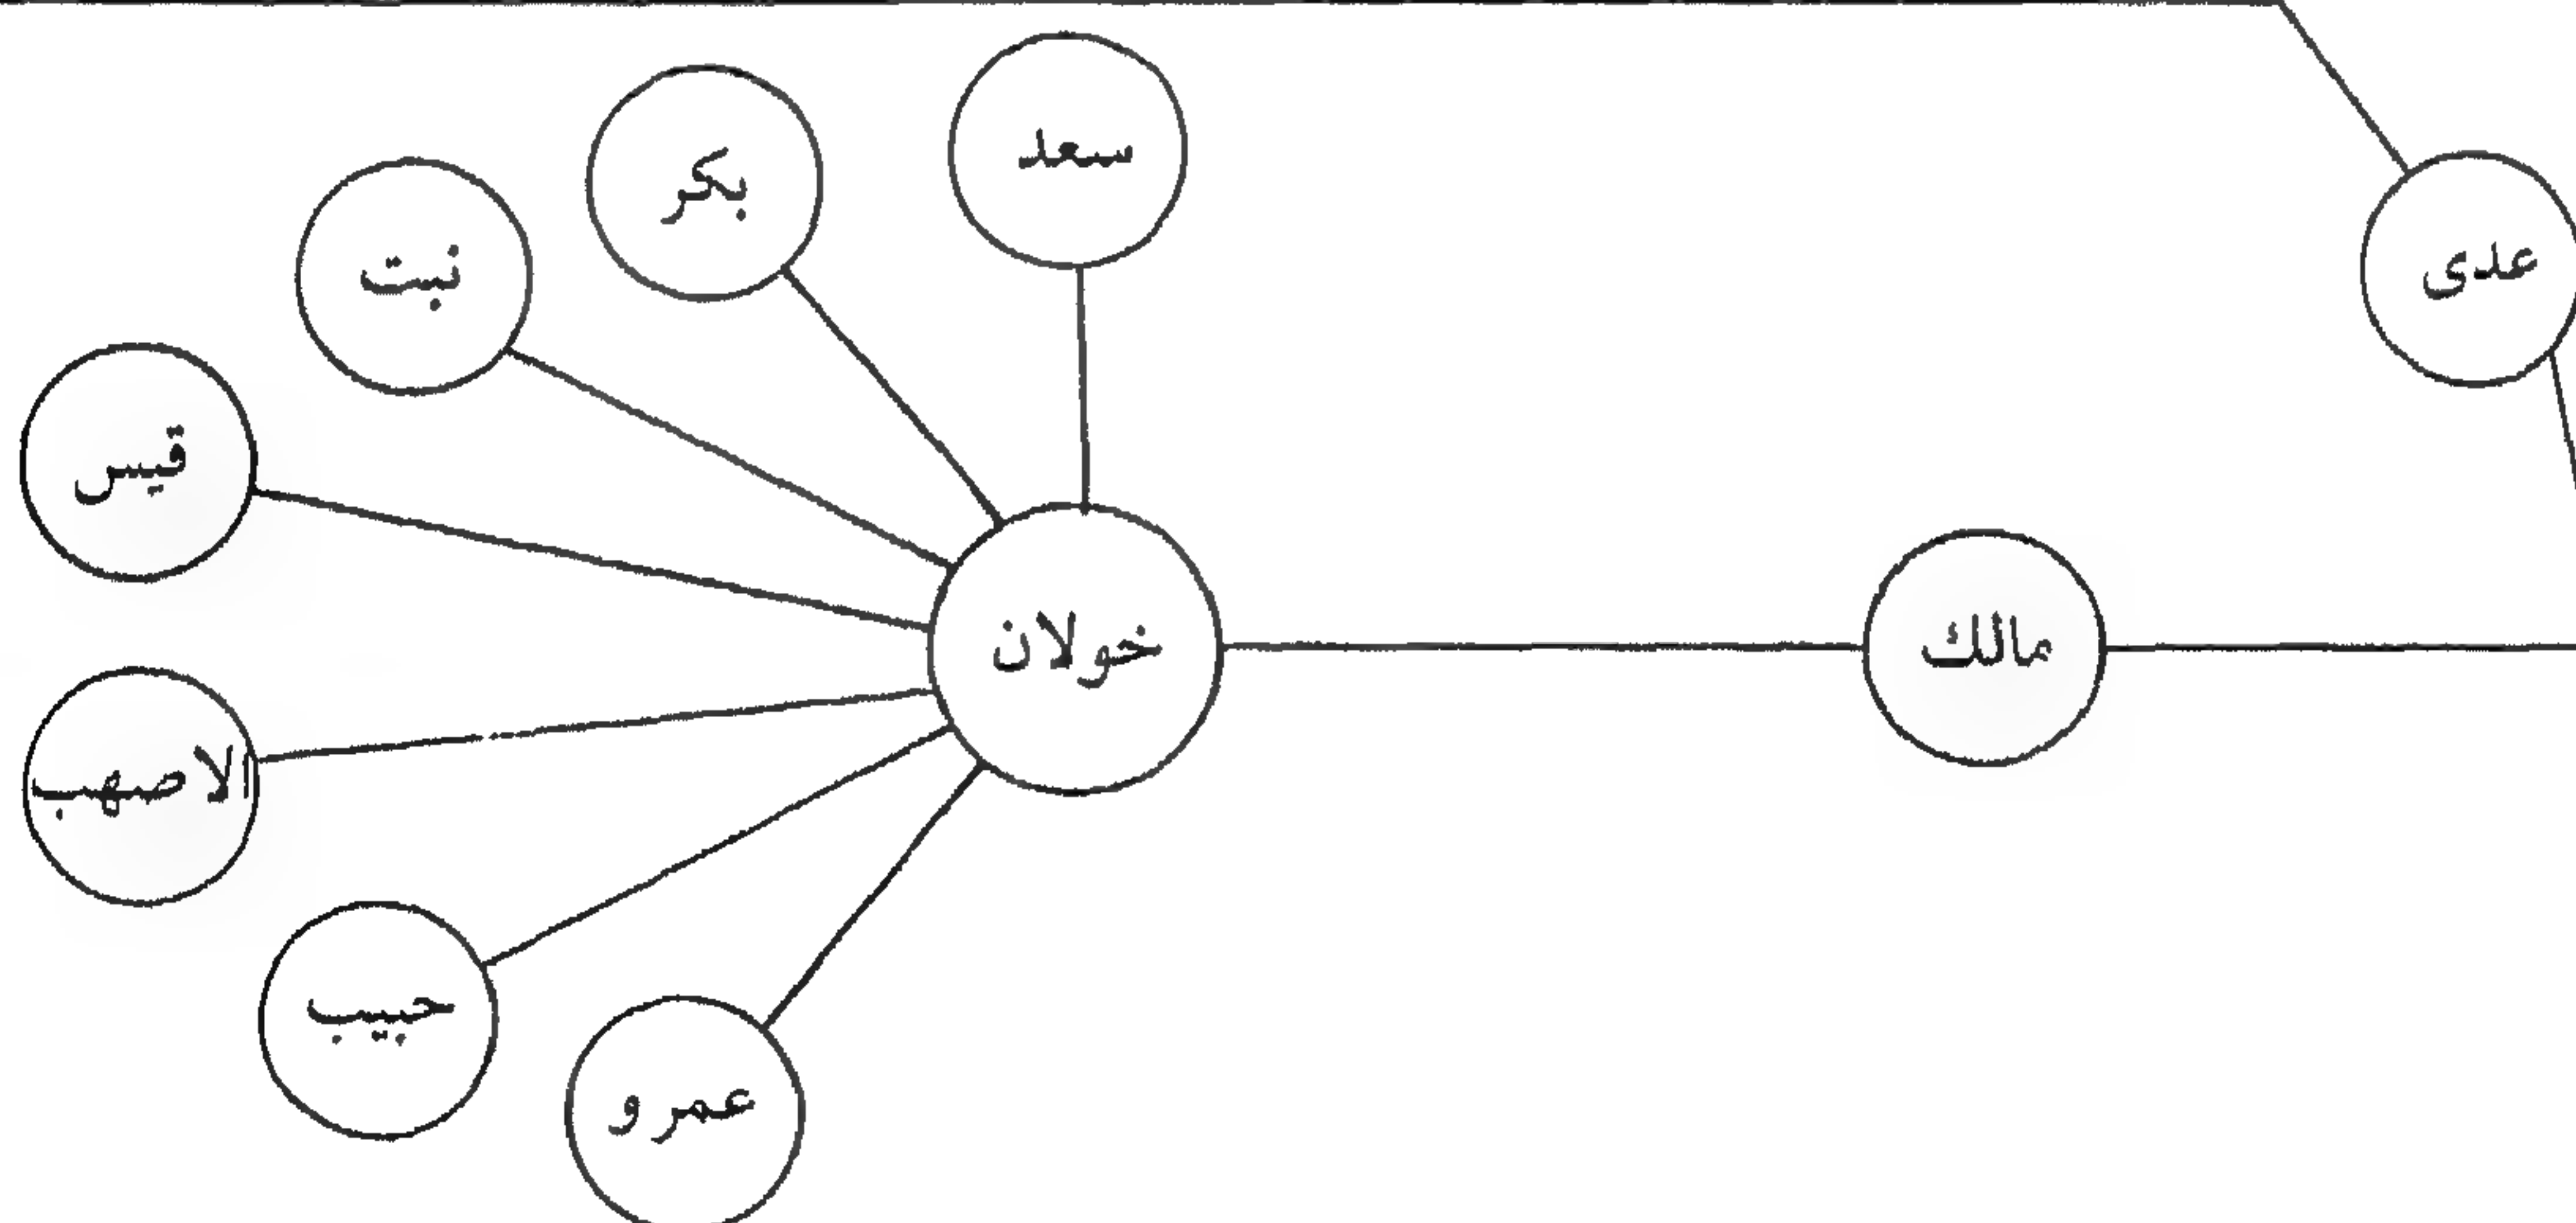 سعد
بكر
عدى
نبت
قيس
خولان
مالك
الاصهب
حبيب
عمرو